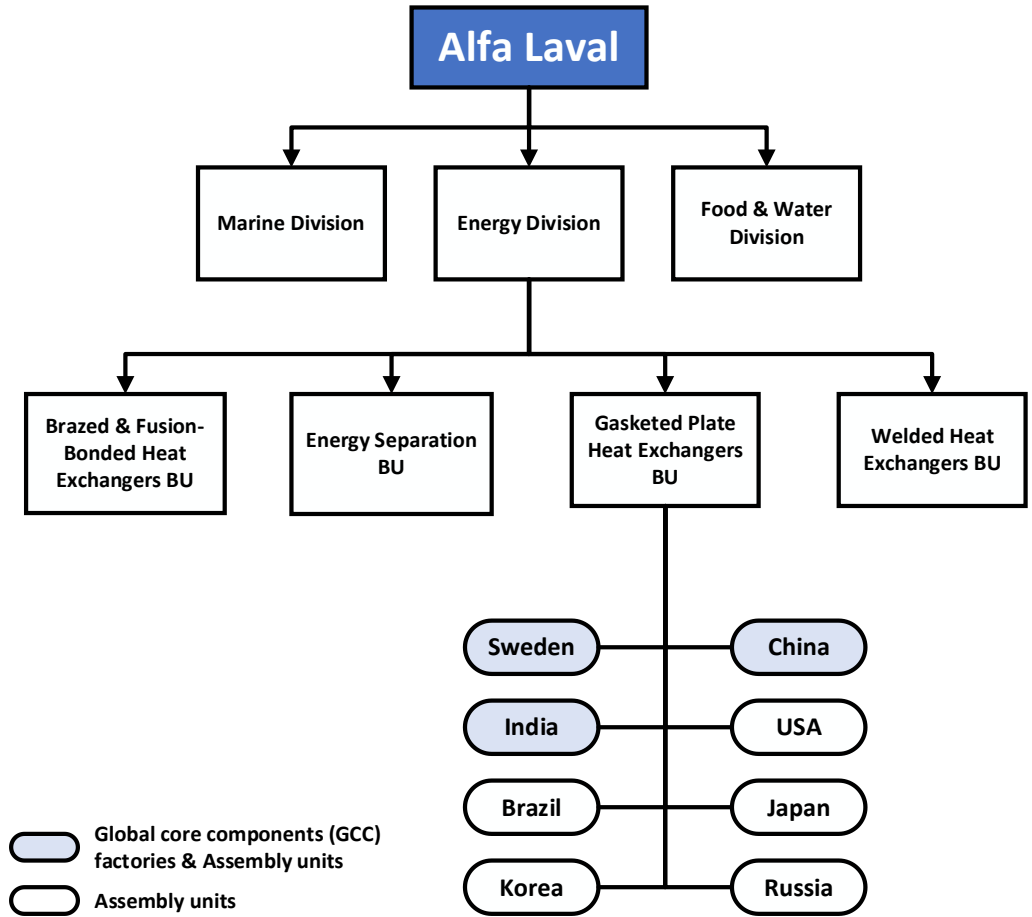 Alfa Laval
Marine Division
Energy Division
Food & Water
Division
Brazed & Fusion-
Bonded Heat
Exchangers BU
Energy Separation
BU
Gasketed Plate
Heat Exchangers
BU
Welded Heat
Exchangers BU
Sweden
China
India
USA
Brazil
Japan
Korea
Russia
Global core components (GCC)
factories & Assembly units
Assembly units